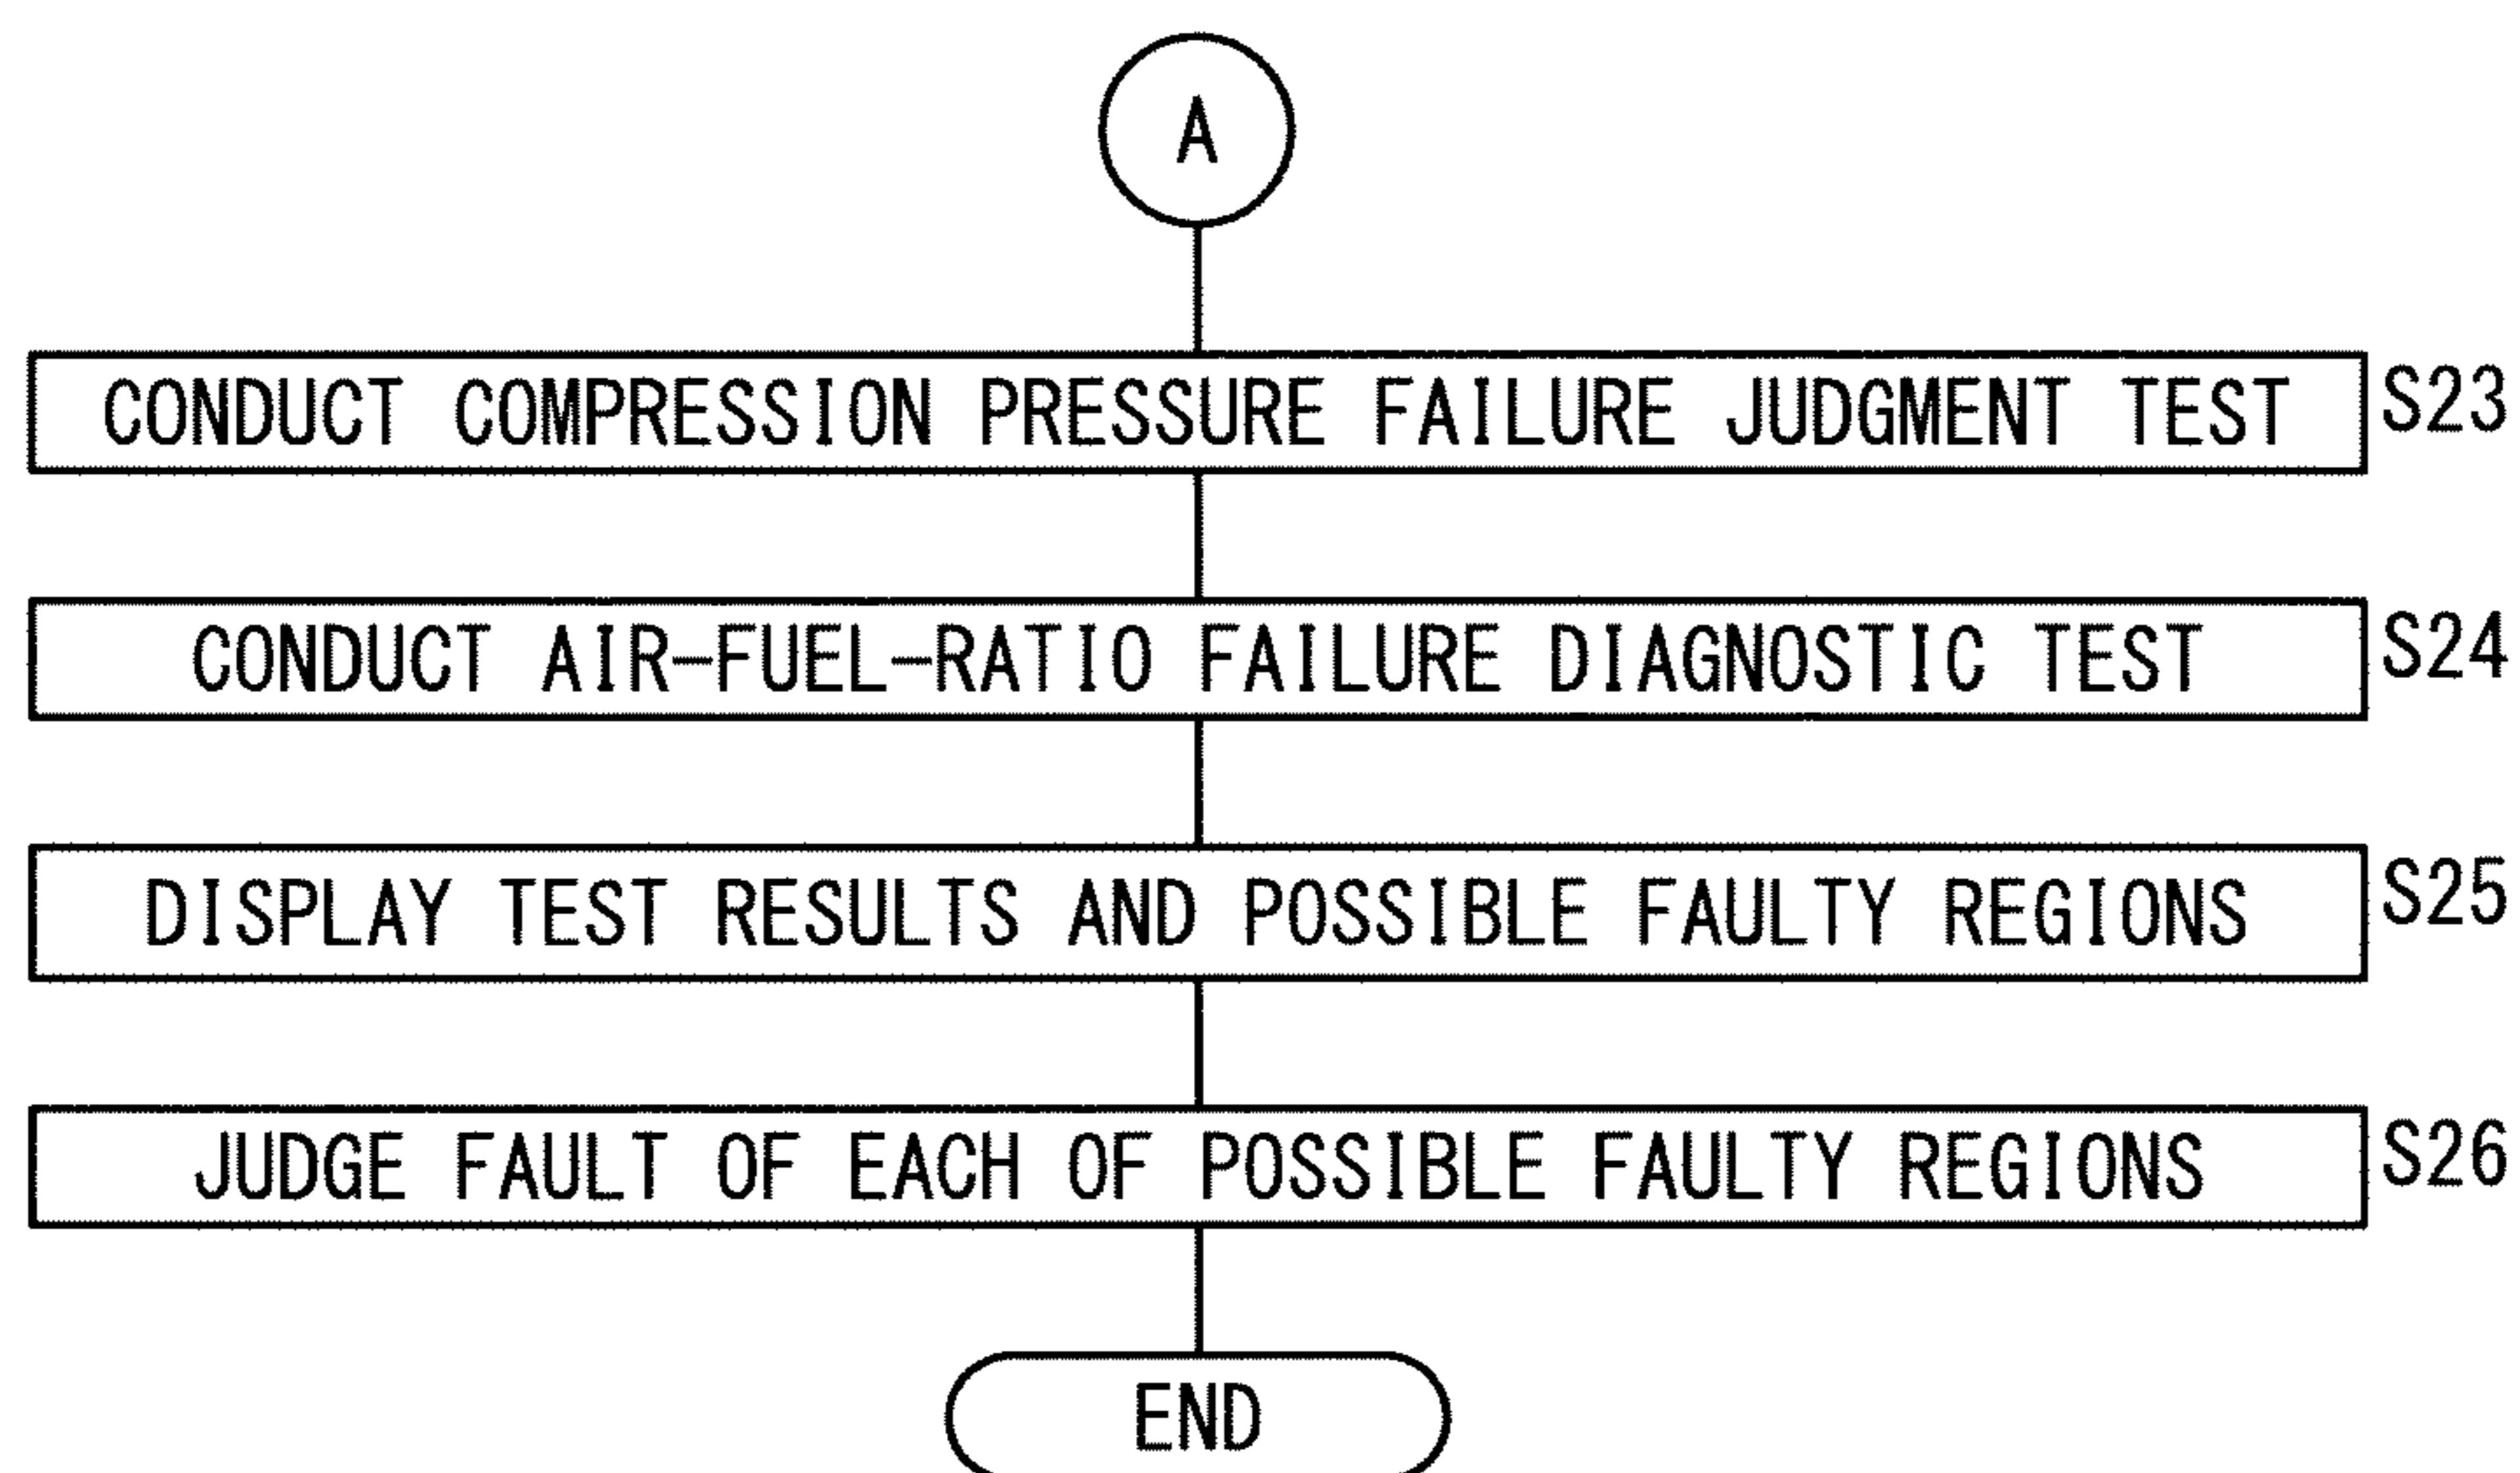 A
CONDUCT COMPRESSION PRESSURE FAILURE JUDGMENT TEST S23
CONDUCT AIR-FUEL-RATIO FAILURE DIAGNOSTIC TEST S24
DISPLAY TEST RESULTS AND POSSIBLE FAULTY REGIONS S25
JUDGE FAULT OF EACH OF POSSIBLE FAULTY REGIONS S26
END